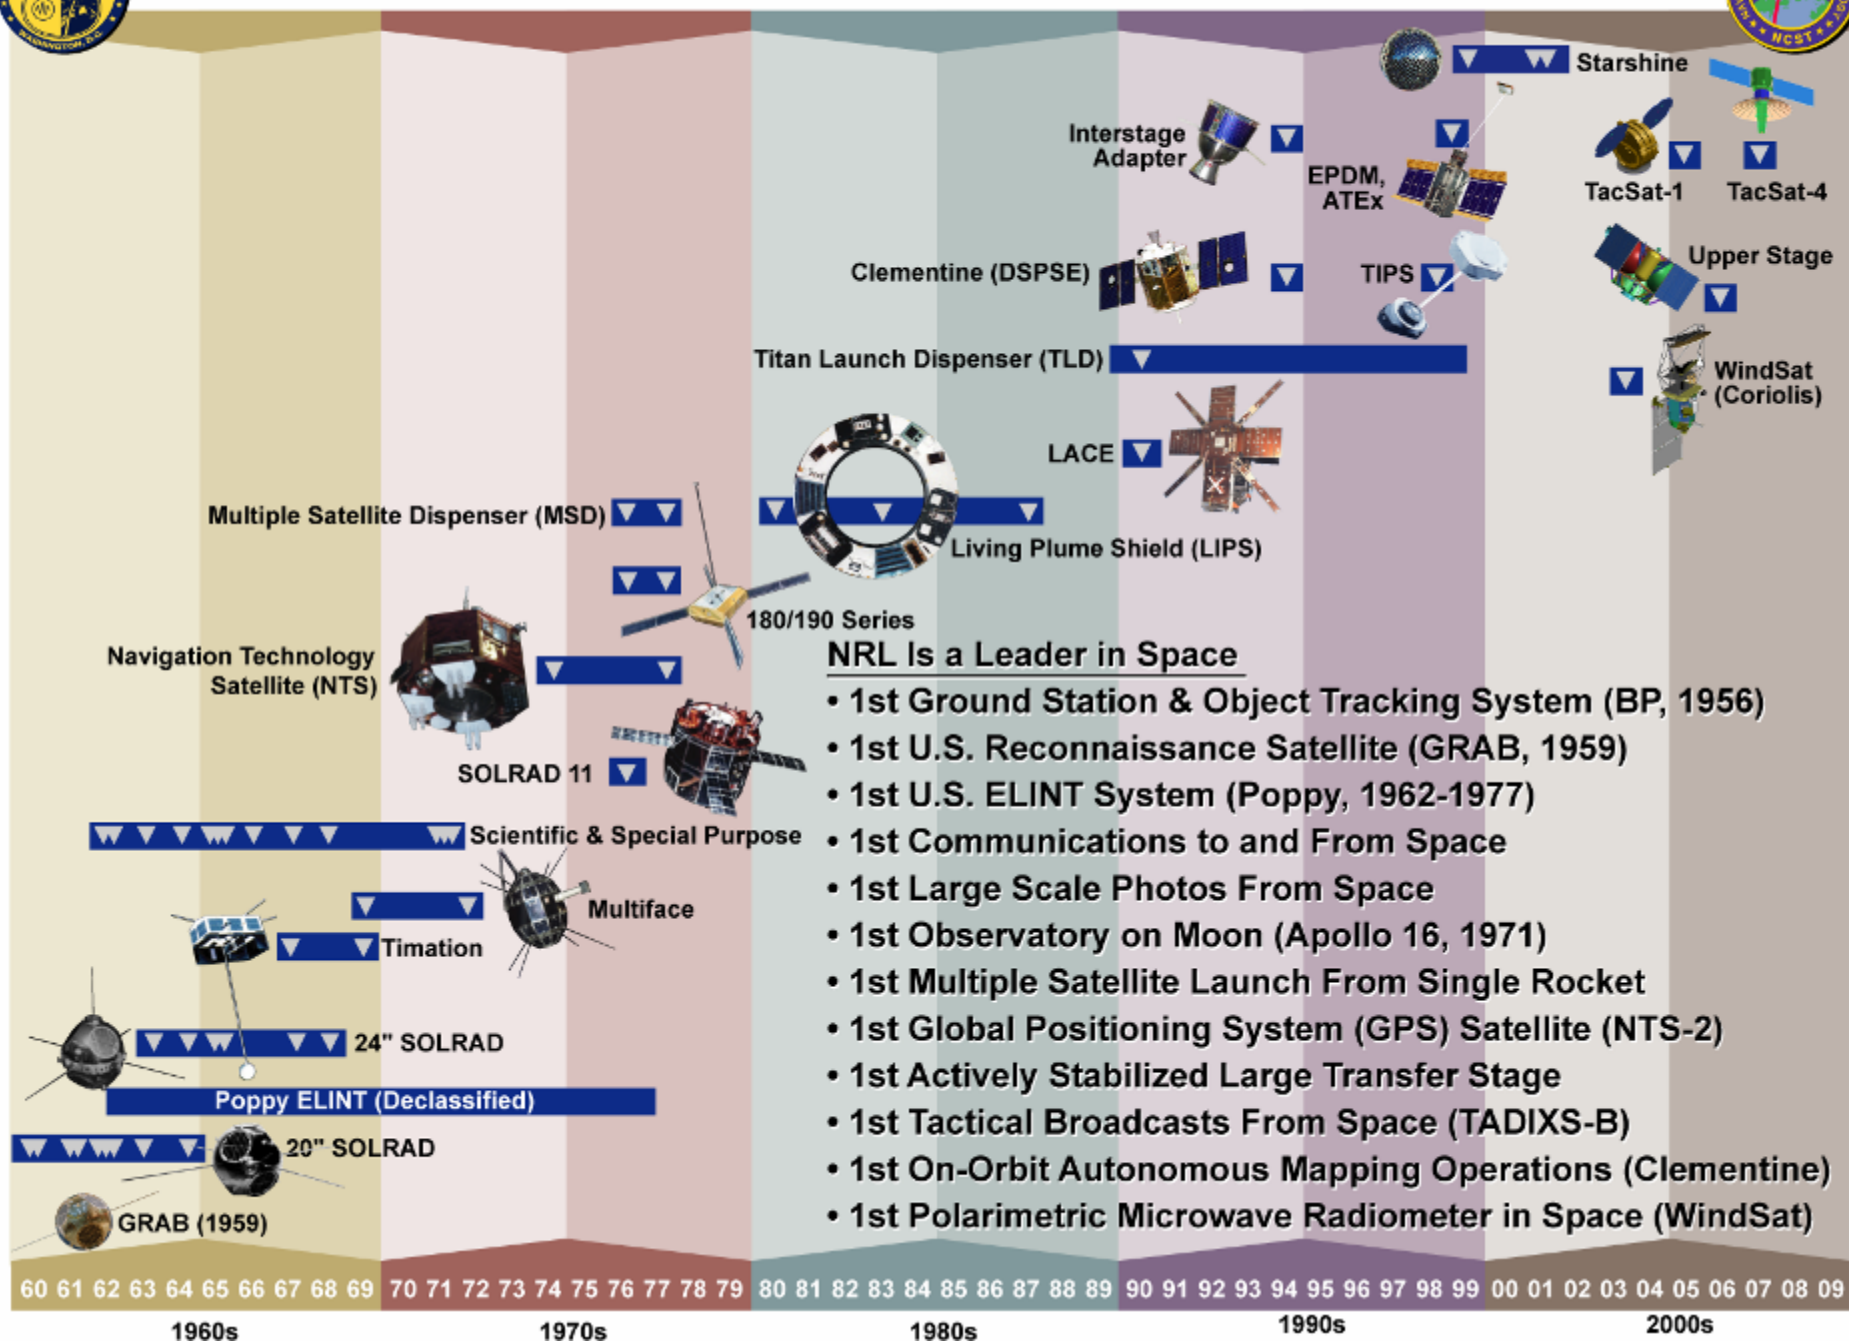 WASHINGTON, D.C.
NCST
Starshine
Interstage
Adapter
EPDM,
ATEx
TacSat-1
TacSat-4
Clementine (DSPSE)
TIPS
Upper Stage
Titan Launch Dispenser (TLD)
WindSat
(Coriolis)
LACE
Multiple Satellite Dispenser (MSD)
Living Plume Shield (LIPS)
180/190 Series
Navigation Technology
Satellite (NTS)
SOLRAD 11
Scientific & Special Purpose
Multiface
Timation
24" SOLRAD
Poppy ELINT (Declassified)
20" SOLRAD
GRAB (1959)
NRL Is a Leader in Space
• 1st Ground Station & Object Tracking System (BP, 1956)
• 1st U.S. Reconnaissance Satellite (GRAB, 1959)
• 1st U.S. ELINT System (Poppy, 1962-1977)
• 1st Communications to and From Space
• 1st Large Scale Photos From Space
• 1st Observatory on Moon (Apollo 16, 1971)
• 1st Multiple Satellite Launch From Single Rocket
• 1st Global Positioning System (GPS) Satellite (NTS-2)
• 1st Actively Stabilized Large Transfer Stage
• 1st Tactical Broadcasts From Space (TADIXS-B)
• 1st On-Orbit Autonomous Mapping Operations (Clementine)
• 1st Polarimetric Microwave Radiometer in Space (WindSat)
60 61 62 63 64 65 66 67 68 69 70 71 72 73 74 75 76 77 78 79 80 81 82 83 84 85 86 87 88 89 90 91 92 93 94 95 96 97 98 99 00 01 02 03 04 05 06 07 08 09
1960s 1970s 1980s 1990s 2000s